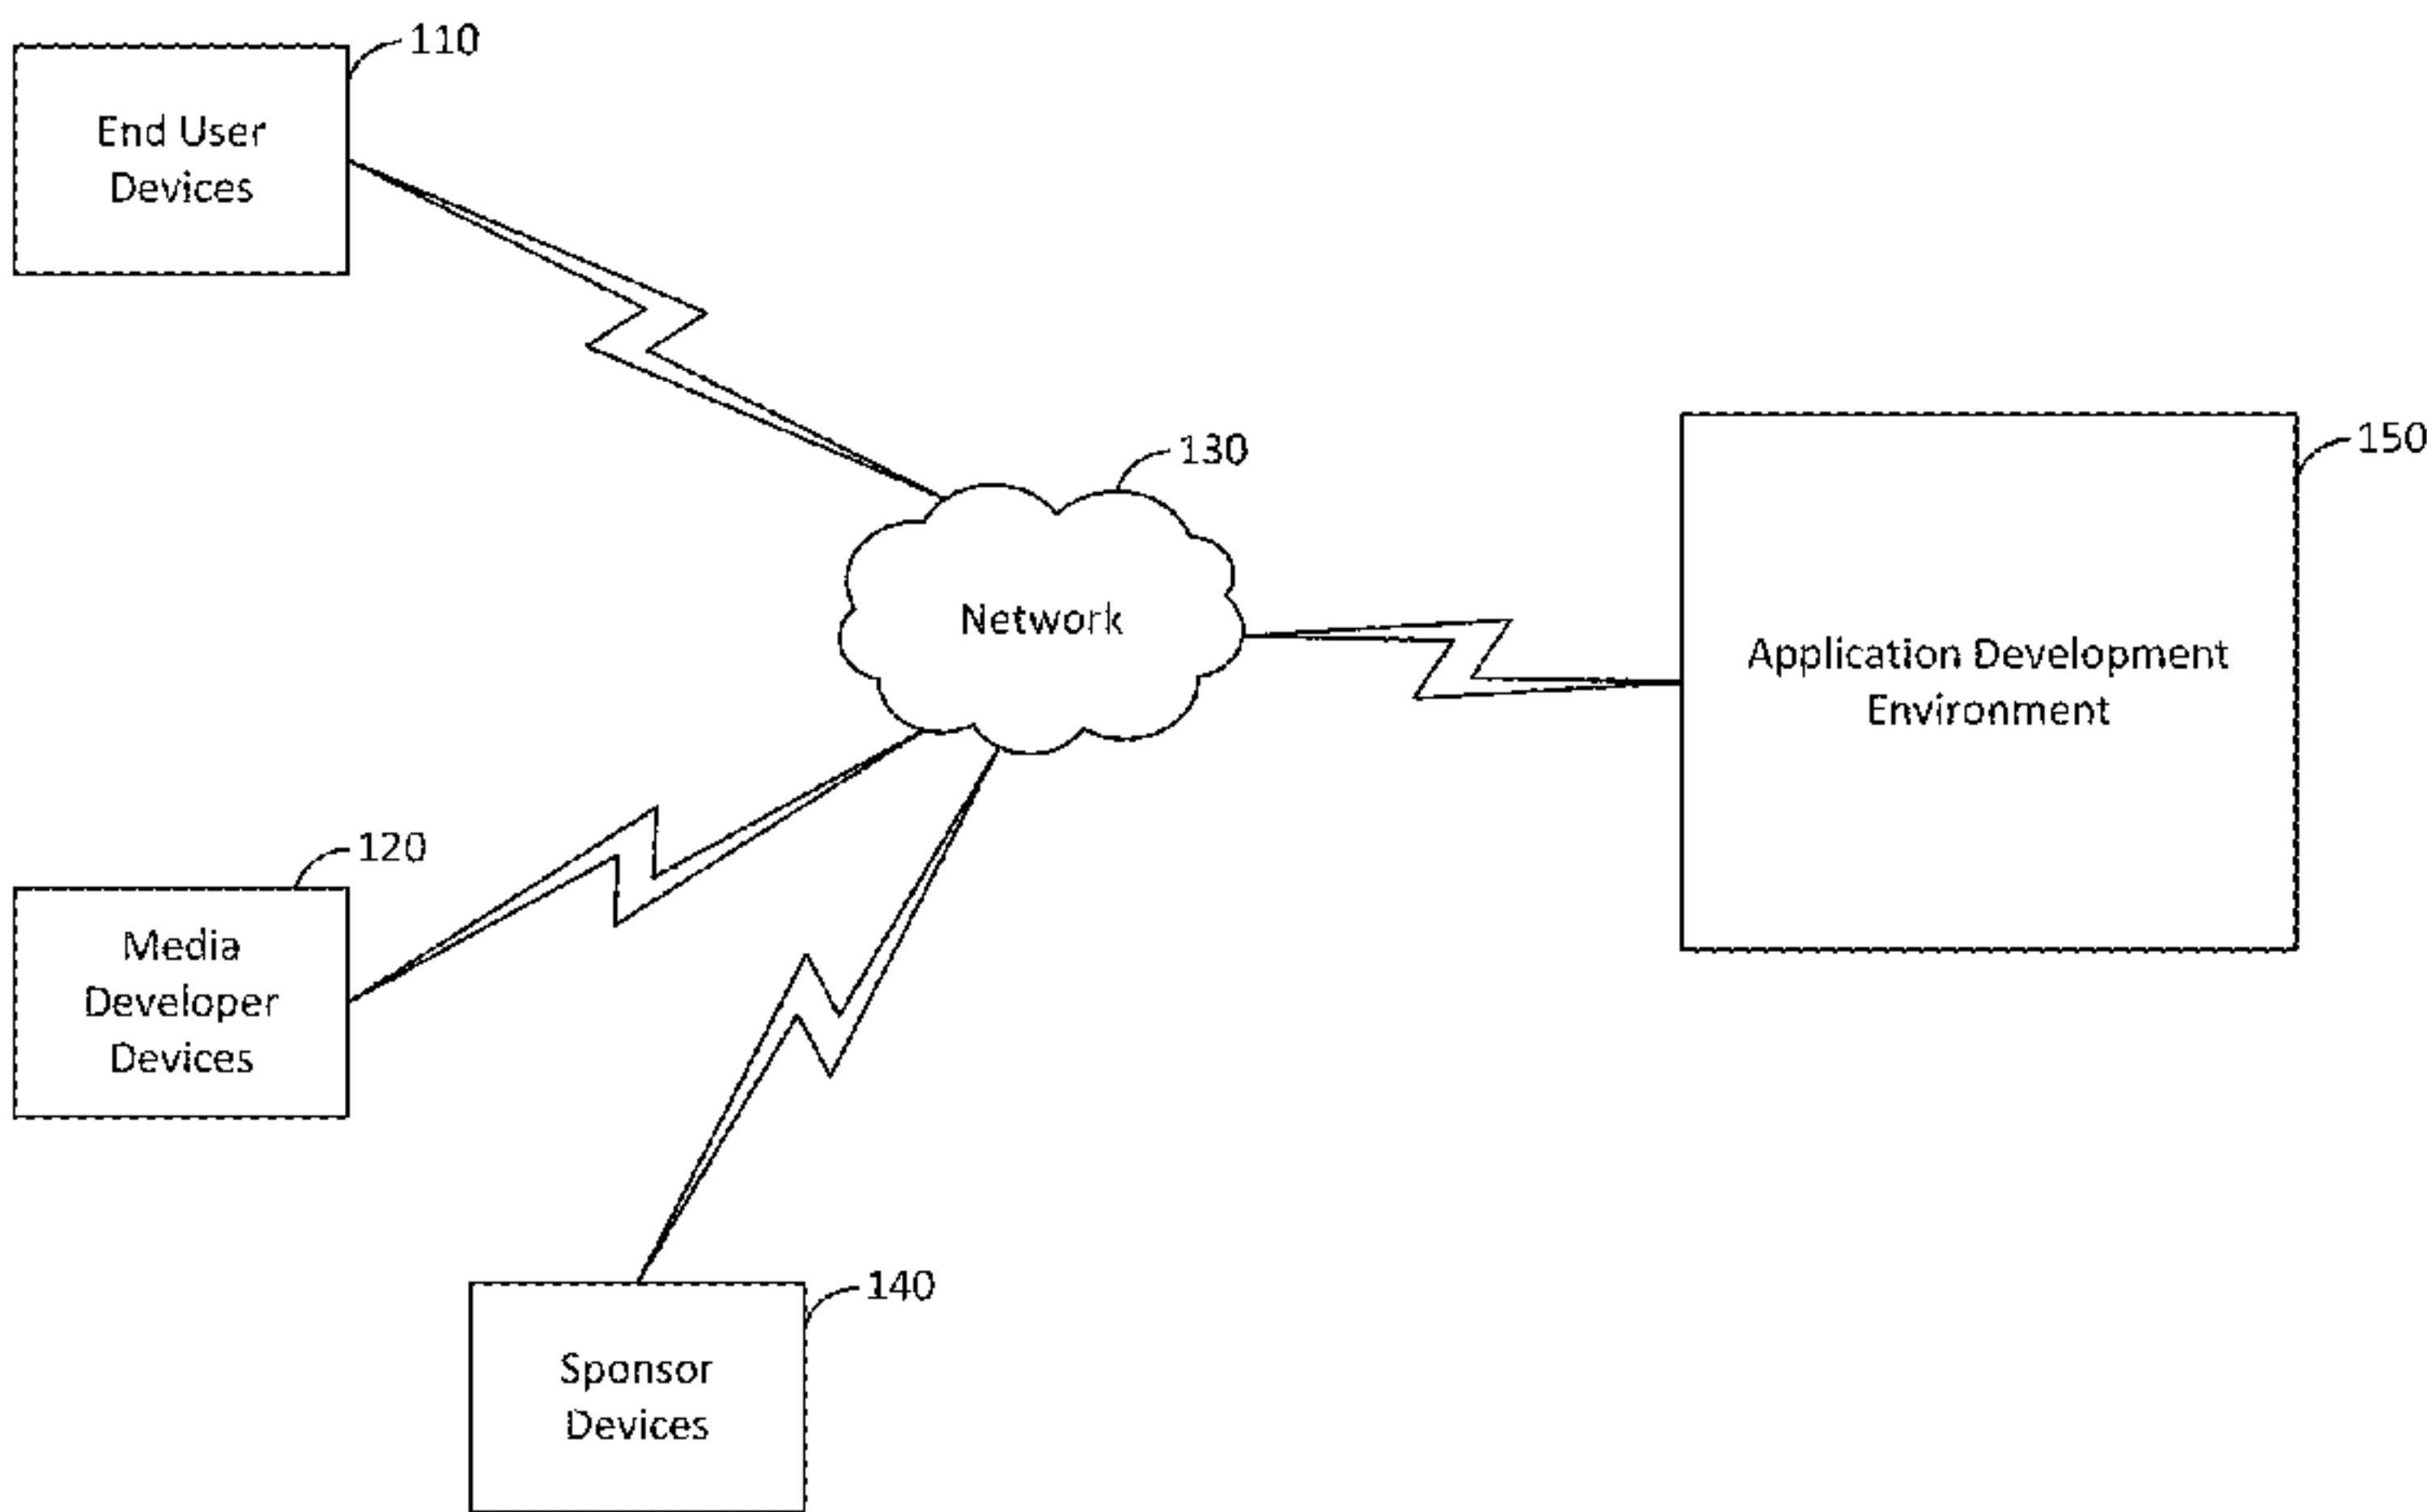 110
End User
Devices
130
Network
150
Application Development
Environment
120
Media
Developer
Devices
140
Sponsor
Devices